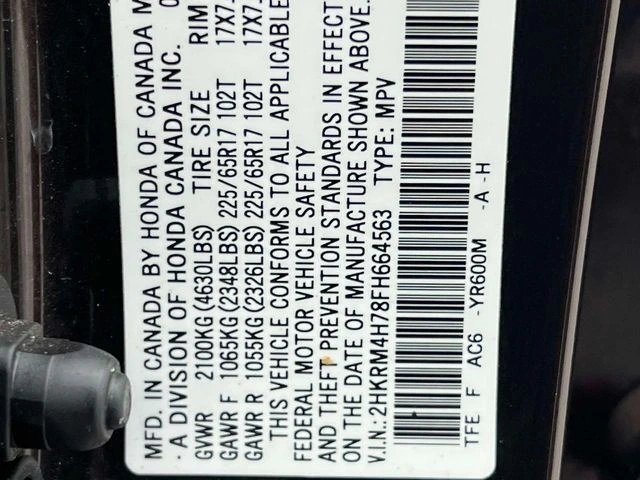 MFD. IN CANADA BY HONDA OF CANADA M
· A DIVISION OF HONDA CANADA INC.
GVWR 2100KG (4630LBS) TIRE SIZE RIM
GAWR F 1065KG (2348LBS) 225/65R17 102T 17X7.
GAWR R 1055KG (2326LBS) 225/65R17 102T 17X7.
THIS VEHICLE CONFORMS TO ALL APPLICABLE
FEDERAL MOTOR VEHICLE SAFETY
AND THEFT PREVENTION STANDARDS IN EFFECT
ON THE DATE OF MANUFACTURE SHOWN ABOVE.
V.I.N.: 2HKRM4H78FH664563 TYPE: MPV
TFE F AC6 -YR600M -A -H